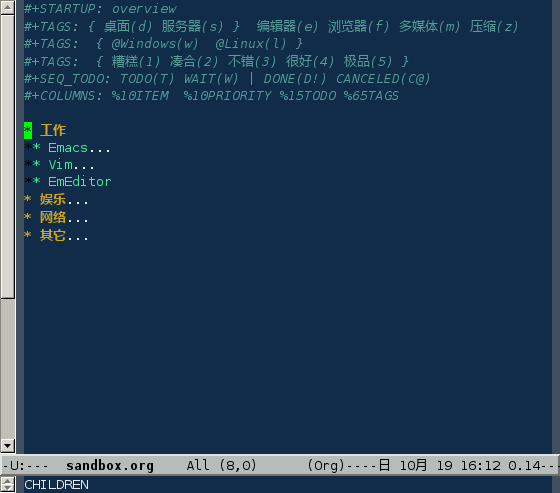 #+STARTUP: overview
#+TAGS: { 桌面(d) 服务器(s) }  编辑器(e) 浏览器(f) 多媒体(m) 压缩(z)
#+TAGS:  { @Windows(w)  @Linux(l) }
#+TAGS:  { 糟糕(1) 凑合(2) 不错(3) 很好(4) 极品(5) }
#+SEQ_TODO: TODO(T) WAIT(W) | DONE(D!) CANCELED(C@)
#+COLUMNS: %10ITEM  %10PRIORITY %15TODO %65TAGS
* 工作
** Emacs...
** Vim...
** EmEditor
* 娱乐...
* 网络...
* 其它...
-U:---  sandbox.org    All (8,0)      (Org)----日 10月 19 16:12 0.14---
CHILDREN